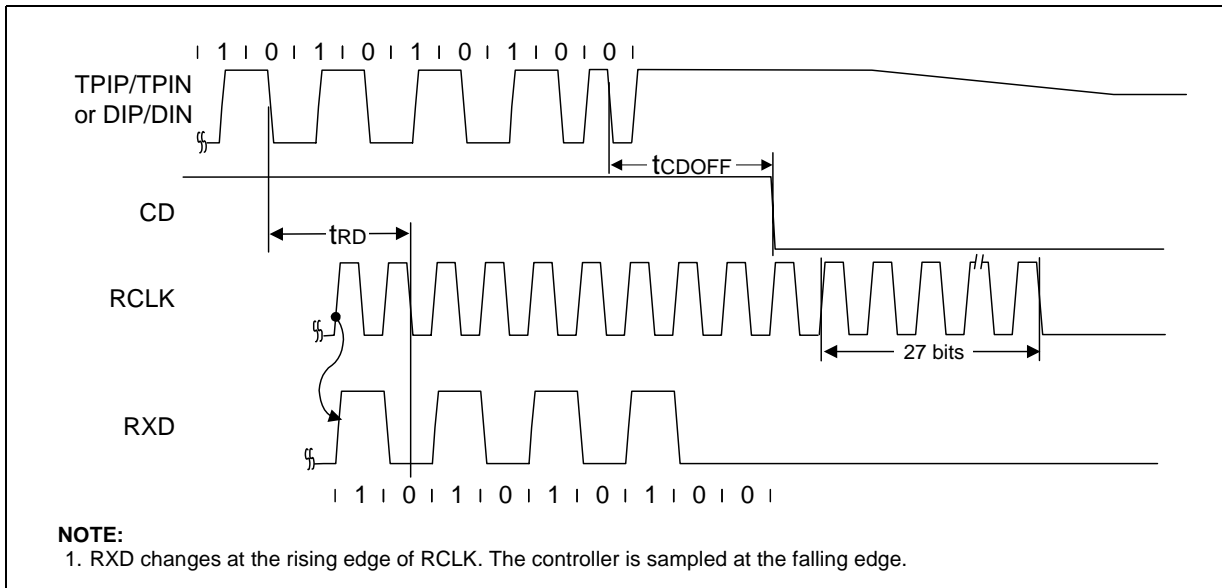 1 0 1 0 1 0 1 0 0
TPIP/TPIN
or DIP/DIN
tCDOFF
CD
tRD
RCLK
27 bits
RXD
1 0 1 0 1 0 1 0 0
NOTE:
1. RXD changes at the rising edge of RCLK. The controller is sampled at the falling edge.